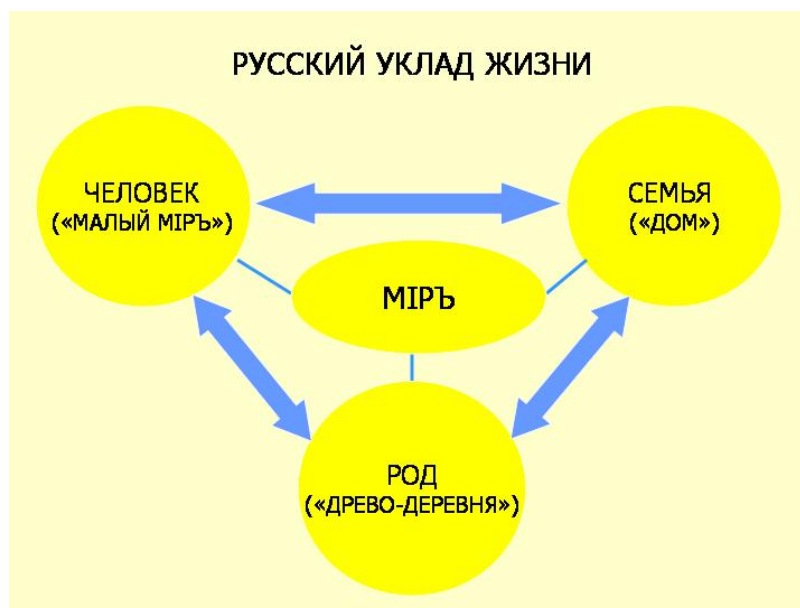 РУССКИЙ УКЛАД ЖИЗНИ
ЧЕЛОВЕК
(«МАЛЫЙ МІРЪ»)
СЕМЬЯ
(«ДОМ»)
МІРЪ
РОД
(«ДРЕВО-ДЕРЕВНЯ»)